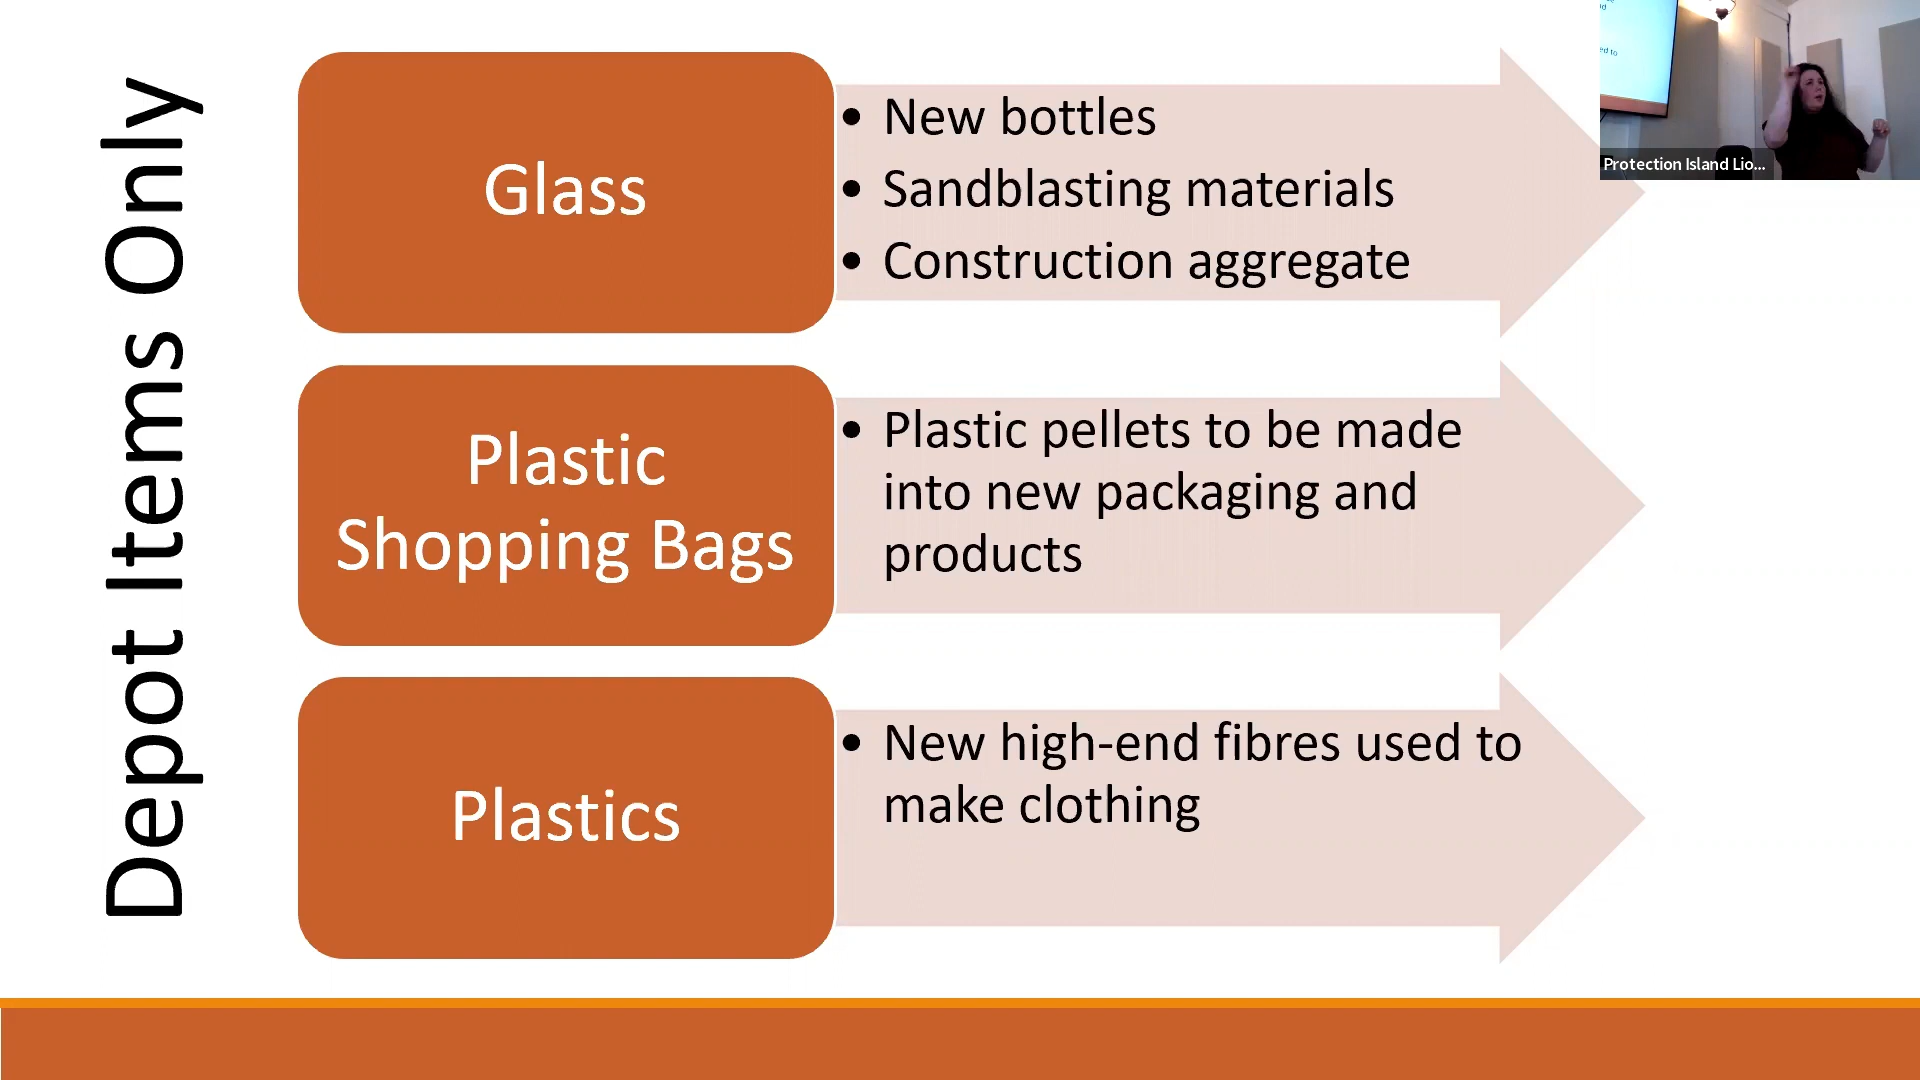 Depot Items Only
Glass
• New bottles
• Sandblasting materials
• Construction aggregate
Plastic
Shopping Bags
• Plastic pellets to be made
into new packaging and
products
Plastics
• New high-end fibres used to
make clothing
Protection Island Lio...